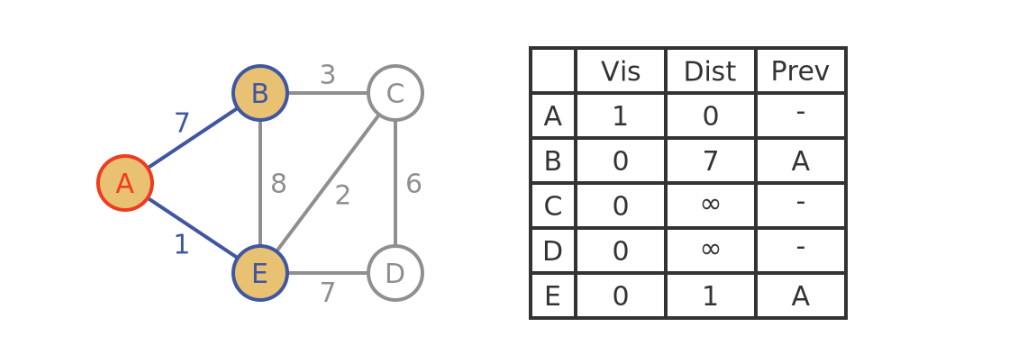 3
B
C
7
A
8
2
6
1
E
D
7
Vis Dist Prev
A 1 0 -
B 0 7 A
C 0 ∞ -
D 0 ∞ -
E 0 1 A